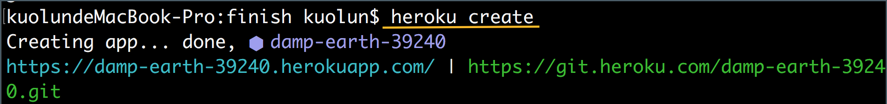 kuolundeMacBook-Pro:finish kuolun$ heroku create
Creating app... done, ⬢ damp-earth-39240
https://damp-earth-39240.herokuapp.com/ | https://git.heroku.com/damp-earth-3924
0.git